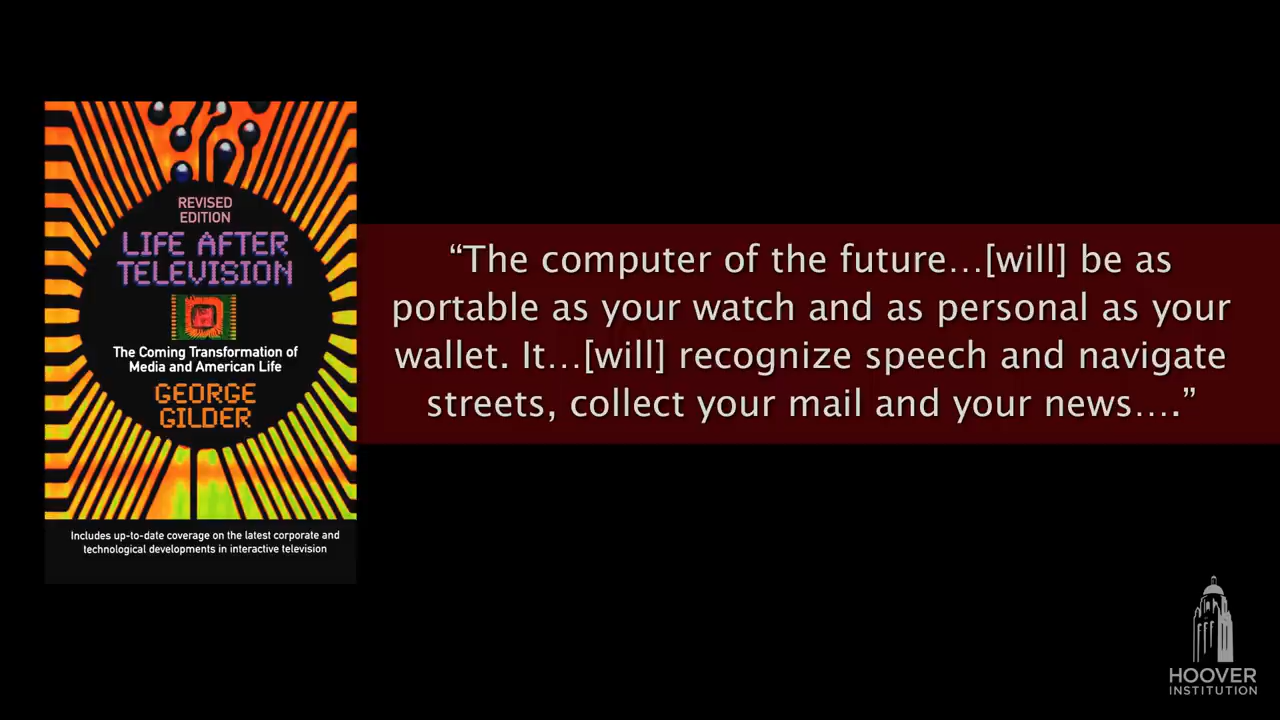 REVISED
EDITION
LIFE AFTER
TELEVISION
The Coming Transformation of
Media and American Life
GEORGE
GILDER
Includes up-to-date coverage on the latest corporate and
technological developments in interactive television
“The computer of the future…[will] be as
portable as your watch and as personal as your
wallet. It…[will] recognize speech and navigate
streets, collect your mail and your news….”
HOOVER
INSTITUTION